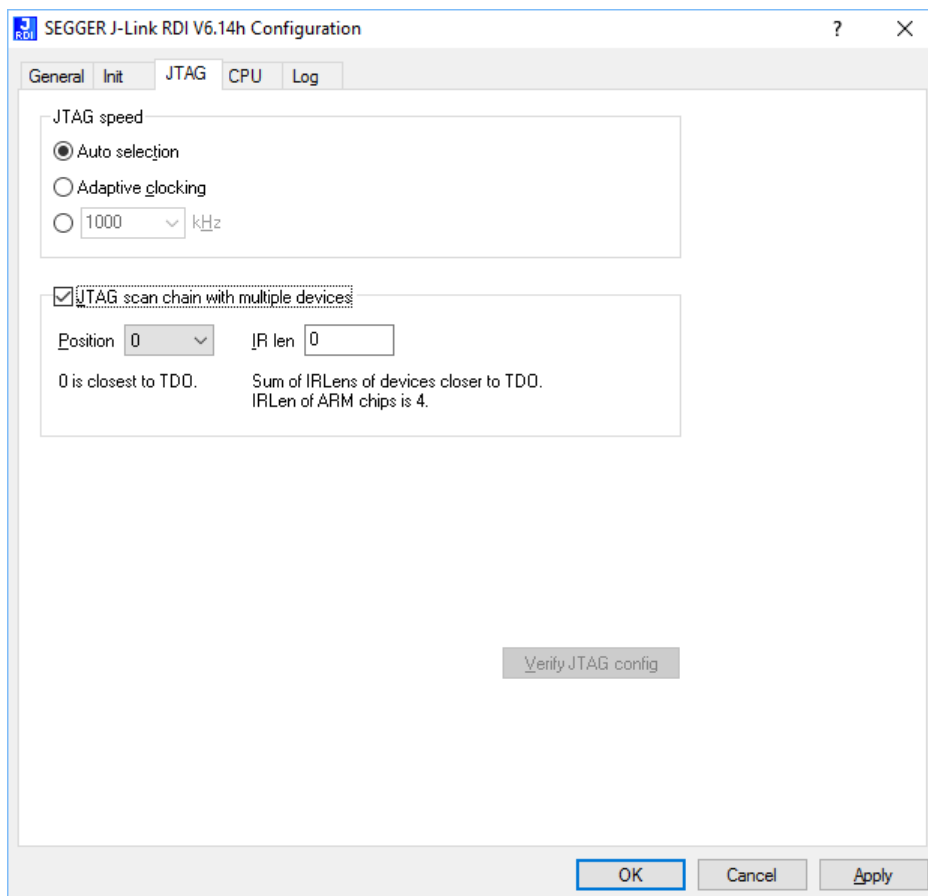 J RDI SEGGER J-Link RDI V6.14h Configuration ?
General Init JTAG CPU Log
JTAG speed
Auto selection
Adaptive clocking
1000 kHz
JTAG scan chain with multiple devices
Position 0 IR len 0
0 is closest to TDO. Sum of IRLens of devices closer to TDO.
IRLen of ARM chips is 4.
Verify JTAG config
OK Cancel Apply